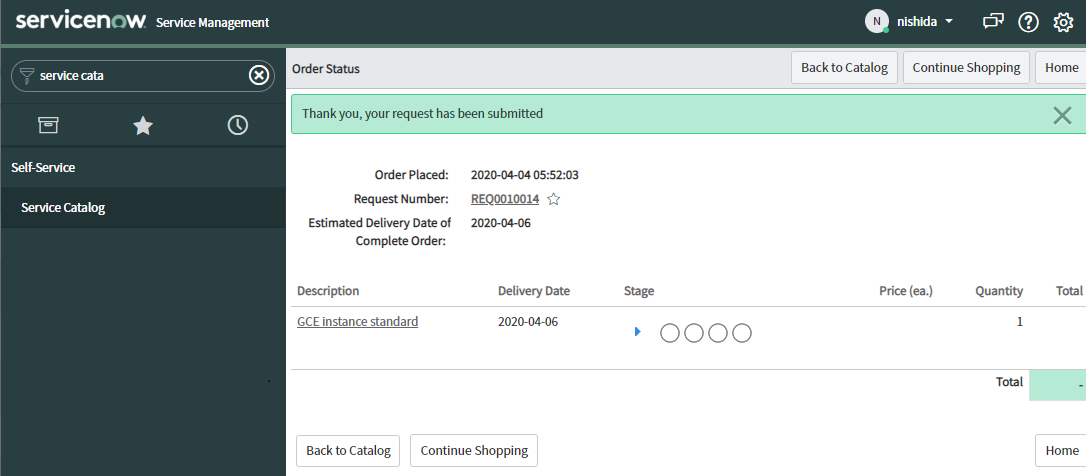 servicenow Service Management
N nishida
service cata
Self-Service
Service Catalog
Order Status
Back to Catalog Continue Shopping Home
Thank you, your request has been submitted
Order Placed: 2020-04-04 05:52:03
Request Number: REQ0010014
Estimated Delivery Date of 2020-04-06
Complete Order:
Description Delivery Date Stage Price (ea.) Quantity Total
GCE instance standard 2020-04-06 1
Total -
Back to Catalog Continue Shopping Home